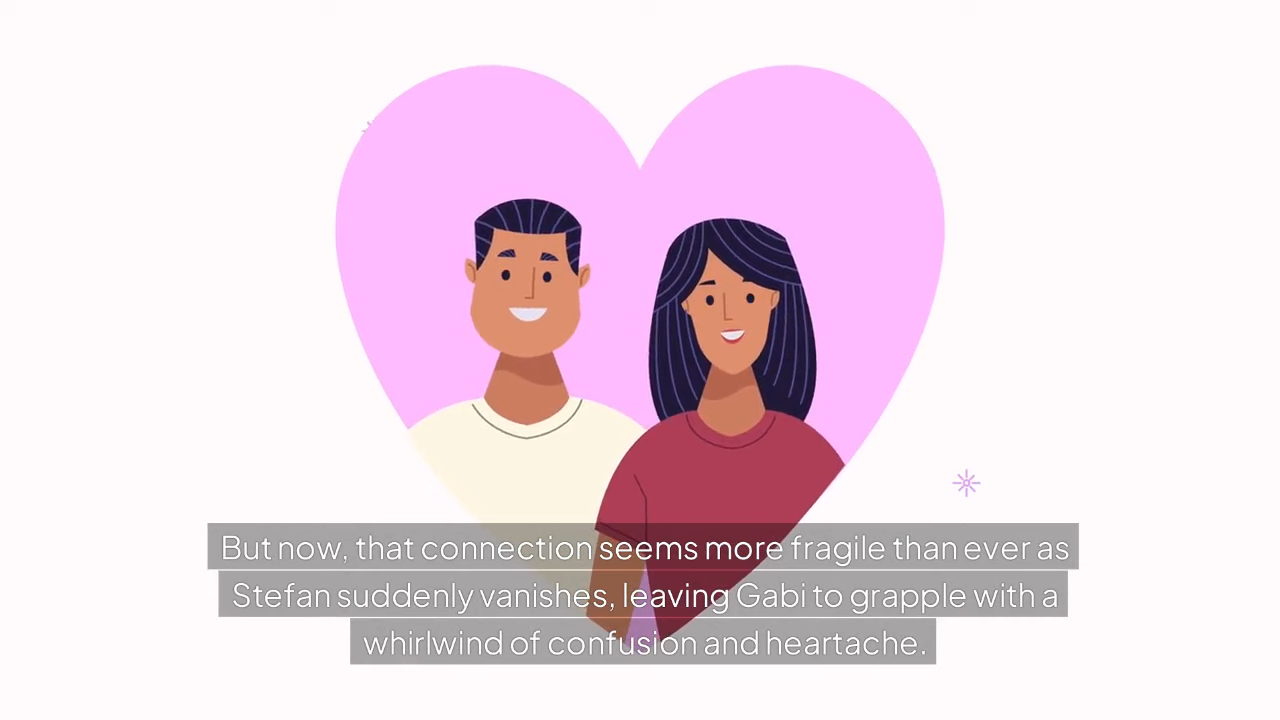 But now, that connection seems more fragile than ever as
Stefan suddenly vanishes, leaving Gabi to grapple with a
whirlwind of confusion and heartache.